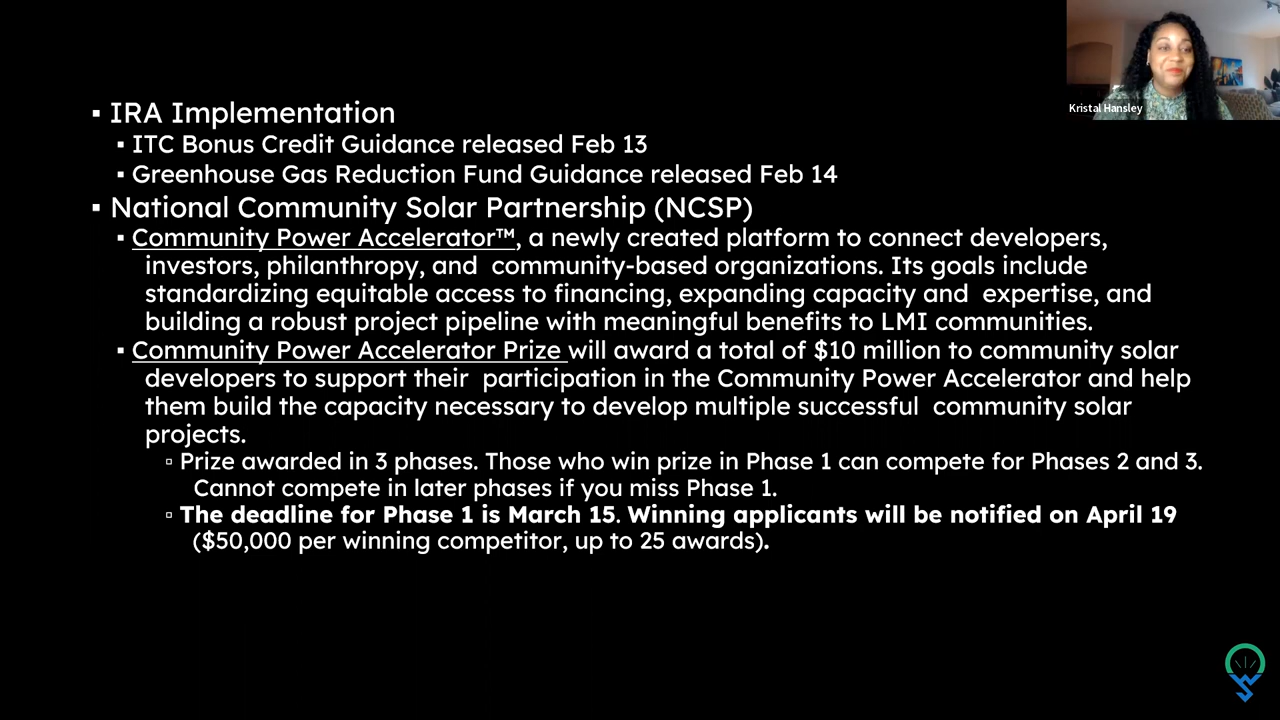 Kristal Hansley
▪ IRA Implementation
▪ ITC Bonus Credit Guidance released Feb 13
▪ Greenhouse Gas Reduction Fund Guidance released Feb 14
▪ National Community Solar Partnership (NCSP)
▪ Community Power Accelerator™, a newly created platform to connect developers,
investors, philanthropy, and community-based organizations. Its goals include
standardizing equitable access to financing, expanding capacity and expertise, and
building a robust project pipeline with meaningful benefits to LMI communities.
▪ Community Power Accelerator Prize will award a total of $10 million to community solar
developers to support their participation in the Community Power Accelerator and help
them build the capacity necessary to develop multiple successful community solar
projects.
▫ Prize awarded in 3 phases. Those who win prize in Phase 1 can compete for Phases 2 and 3.
Cannot compete in later phases if you miss Phase 1.
▫ The deadline for Phase 1 is March 15. Winning applicants will be notified on April 19
($50,000 per winning competitor, up to 25 awards).